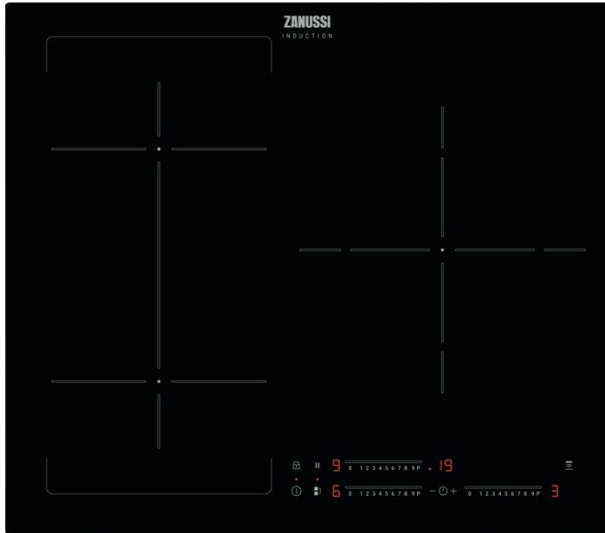 ZANUSSI
INDUCTION
9 0 1 2 3 4 5 6 7 8 9 P .19
6 0 1 2 3 4 5 6 7 8 9 P − + 0 1 2 3 4 5 6 7 8 9 P 3